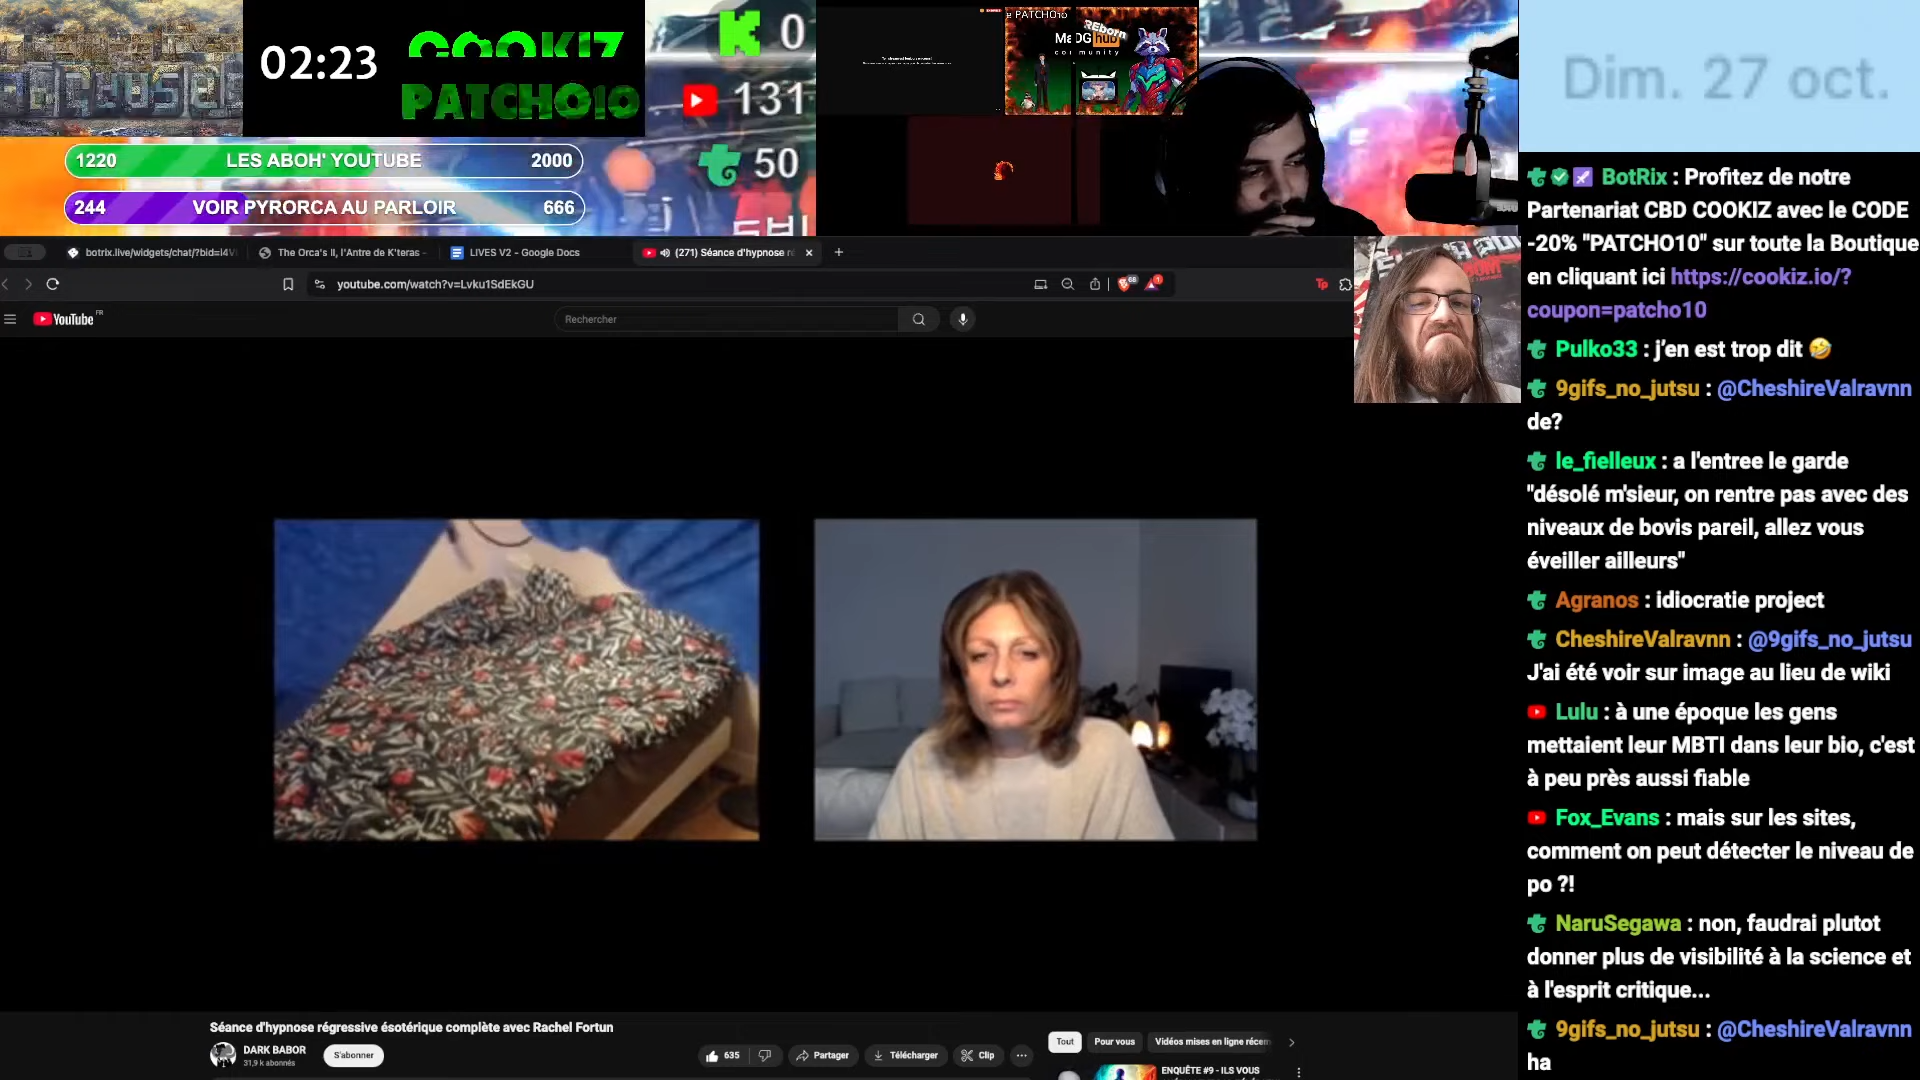 02:23
COOKIZ
PATCHO10
0
131
50
1220 LES ABOH' YOUTUBE 2000
244 VOIR PYRORCA AU PARLOIR 666
e PATCHO10
REborn
hub
community
Dim. 27 oct.
botrix.live/widgets/chat/?bid=l4V
The Orca's II, l'Antre de K'teras -
LIVES V2 - Google Docs
(271) Séance d'hypnose r
youtube.com/watch?v=Lvku1SdEkGU
YouTube FR
Rechercher
BotRix : Profitez de notre
Partenariat CBD COOKIZ avec le CODE
-20% "PATCHO10" sur toute la Boutique
en cliquant ici https://cookiz.io/?
coupon=patcho10
Pulko33 : j'en est trop dit 🤣
9gifs_no_jutsu : @CheshireValravnn
de?
le_fielleux : a l'entree le garde
"désolé m'sieur, on rentre pas avec des
niveaux de bovis pareil, allez vous
éveiller ailleurs"
Agranos : idiocratie project
CheshireValravnn : @9gifs_no_jutsu
J'ai été voir sur image au lieu de wiki
Lulu : à une époque les gens
mettaient leur MBTI dans leur bio, c'est
à peu près aussi fiable
Fox_Evans : mais sur les sites,
comment on peut détecter le niveau de
po ?!
NaruSegawa : non, faudrai plutot
donner plus de visibilité à la science et
à l'esprit critique...
9gifs_no_jutsu : @CheshireValravnn
ha
Séance d'hypnose régressive ésotérique complète avec Rachel Fortun
DARK BABOR
31,9 k abonnés
S'abonner
635
Partager
Télécharger
Clip
Tout
Pour vous
Vidéos mises en ligne récem
ENQUÊTE #9 - ILS VOUS